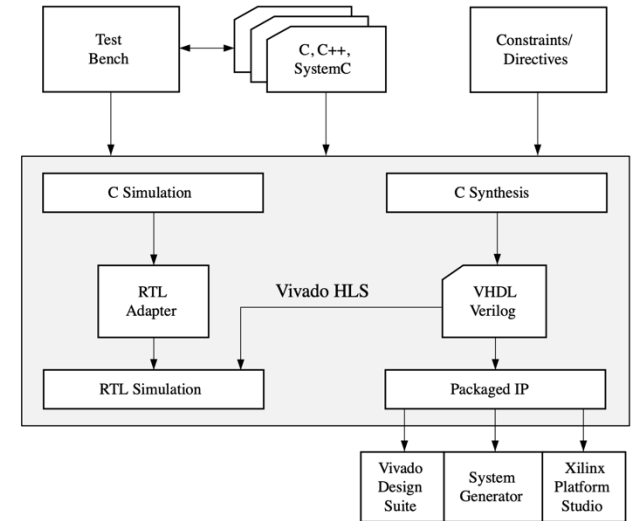 Test
Bench
C, C++,
SystemC
Constraints/
Directives
C Simulation
C Synthesis
RTL
Adapter
Vivado HLS
VHDL
Verilog
RTL Simulation
Packaged IP
Vivado
Design
Suite
System
Generator
Xilinx
Platform
Studio